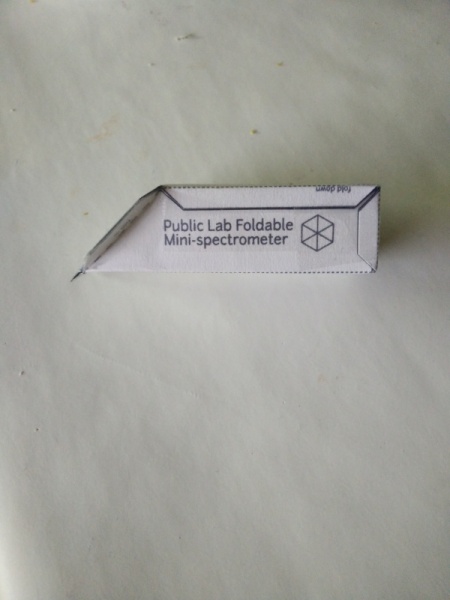 fold down
Public Lab Foldable
Mini-spectrometer